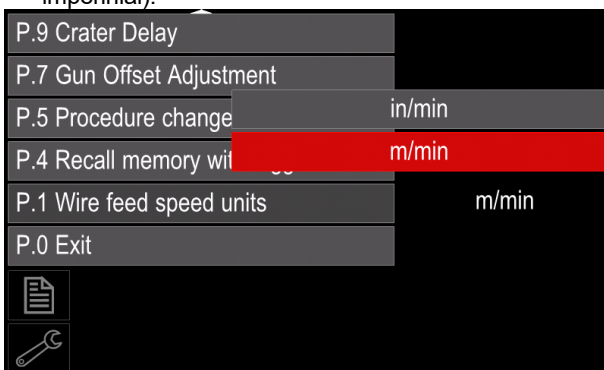 P.9 Crater Delay
P.7 Gun Offset Adjustment
P.5 Procedure change
in/min
P.4 Recall memory
m/min
P.1 Wire feed speed units
m/min
P.0 Exit